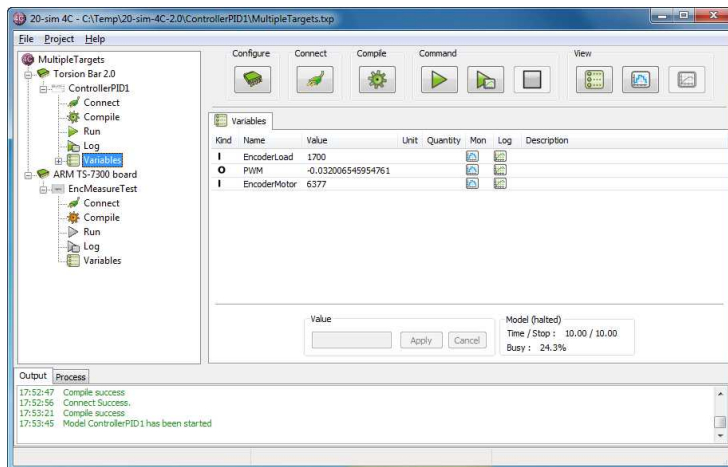 20-sim 4C - C:\Temp\20-sim-4C-2.0\ControllerPID1\MultipleTargets.txp
File Project Help
MultipleTargets
Torsion Bar 2.0
ControllerPID1
Connect
Compile
Run
Log
Variables
ARM TS-7300 board
EncMeasureTest
Connect
Compile
Run
Log
Variables
Configure Connect Compile Command View
Variables
Kind Name Value Unit Quantity Mon Log Description
I EncoderLoad 1700
O PWM -0.032006545954761
I EncoderMotor 6377
Value
Apply Cancel
Model (halted)
Time / Stop : 10.00 / 10.00
Busy : 24.3%
Output Process
17:52:47 Compile success
17:52:56 Connect Success.
17:53:21 Compile success
17:53:45 Model ControllerPID1 has been started